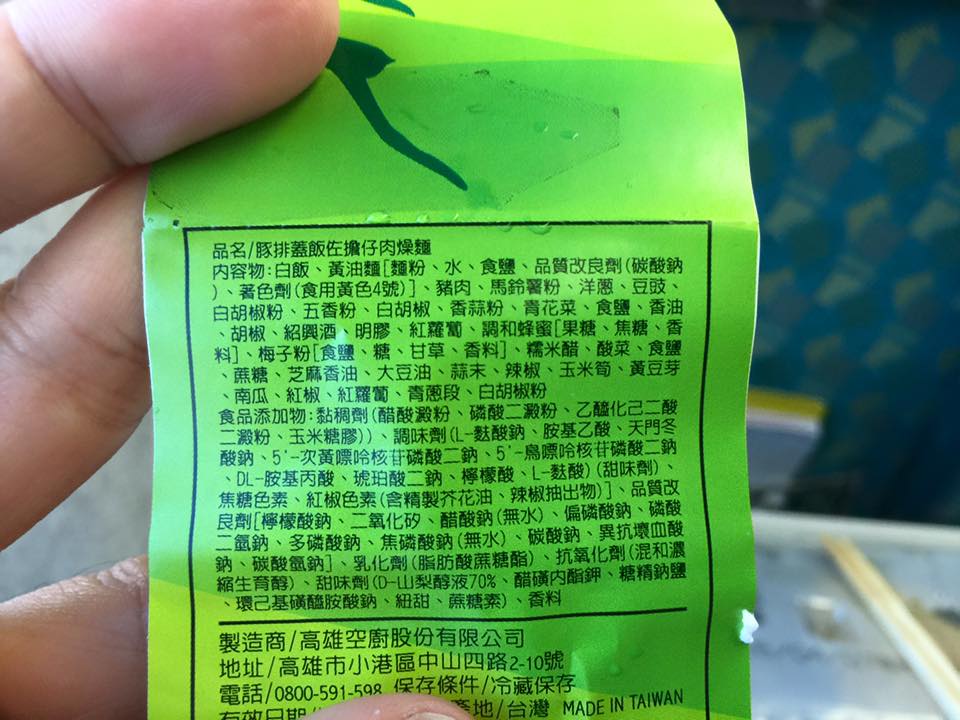 品名/豚排蓋飯佐擔仔肉燥麵
內容物:白飯、黃油麵[麵粉、水、食鹽、品質改良劑(碳酸鈉
)、著色劑(食用黃色4號)]、豬肉、馬鈴薯粉、洋蔥、豆豉、
白胡椒粉、五香粉、白胡椒、香蒜粉、青花菜、食鹽、香油
、胡椒、紹興酒、明膠、紅蘿蔔、調和蜂蜜[果糖、焦糖、香
料]、梅子粉[食鹽、糖、甘草、香料]、糯米醋、酸菜、食鹽
、蔗糖、芝麻香油、大豆油、蒜末、辣椒、玉米筍、黃豆芽
、南瓜、紅椒、紅蘿蔔、青蔥段、白胡椒粉
食品添加物:黏稠劑(醋酸澱粉、磷酸二澱粉、乙醯化己二酸
二澱粉、玉米糖膠))、調味劑(L-麩酸鈉、胺基乙酸、天門冬
酸鈉、5'-次黃嘌呤核苷磷酸二鈉、5'-鳥嘌呤核苷磷酸二鈉
、DL-胺基丙酸、琥珀酸二鈉、檸檬酸、L-麩酸)(甜味劑)、
焦糖色素、紅椒色素(含精製芥花油、辣椒抽出物)]、品質改
良劑[檸檬酸鈉、二氧化矽、醋酸鈉(無水)、偏磷酸鈉、磷酸
二氫鈉、多磷酸鈉、焦磷酸鈉(無水)、碳酸鈉、異抗壞血酸
鈉、碳酸氫鈉]、乳化劑(脂肪酸蔗糖酯)、抗氧化劑(混和濃
縮生育醇)、甜味劑(D-山梨醇液70%、醋磺內酯鉀、糖精鈉鹽
、環己基磺醯胺酸鈉、紐甜、蔗糖素)、香料
製造商/高雄空廚股份有限公司
地址/高雄市小港區中山四路2-10號
電話/0800-591-598 保存條件/冷藏保存
有效日期/ 產地/台灣 MADE IN TAIWAN